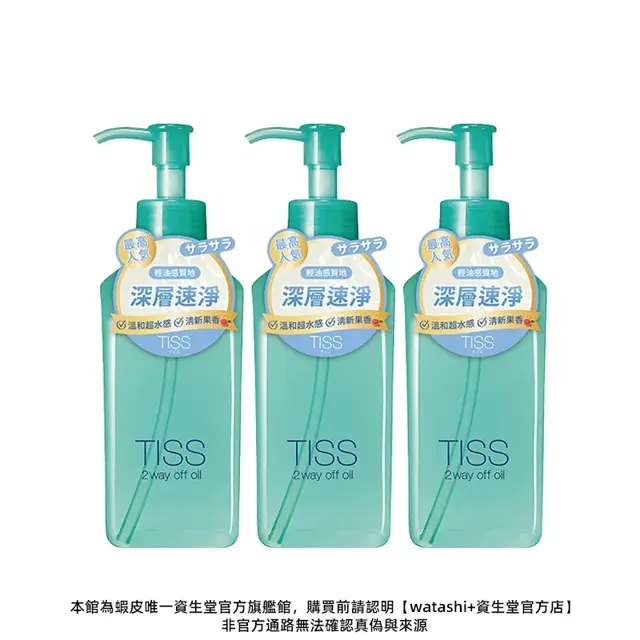 最高
人気
サラサラ
輕油感質地
深層速淨
溫和超水感 清新果香
TISS
TISS
2way off oil
最高
人気
サラサラ
輕油感質地
深層速淨
溫和超水感 清新果香
TISS
TISS
2way off oil
最高
人気
サラサラ
輕油感質地
深層速淨
溫和超水感 清新果香
TISS
TISS
2way off oil
本館為蝦皮唯一資生堂官方旗艦館，購買前請認明【watashi+資生堂官方店】
非官方通路無法確認真偽與來源